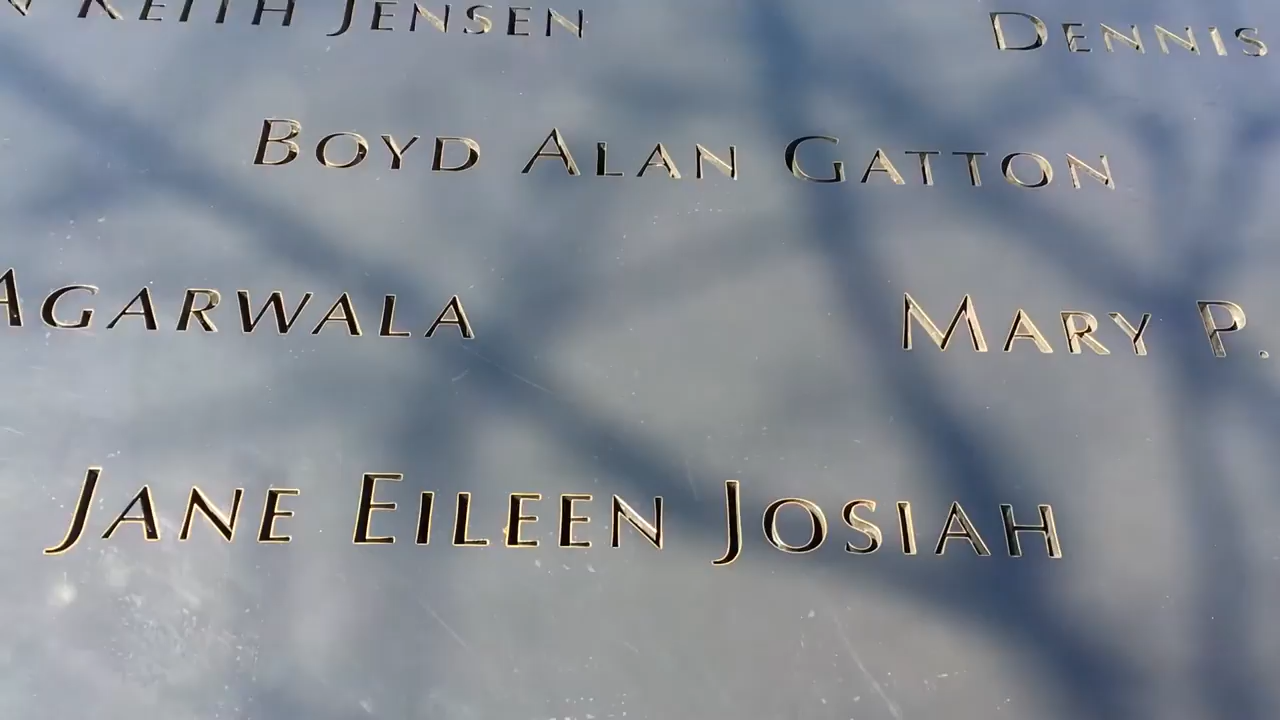 KEITH JENSEN DENNIS
BOYD ALAN GATTON
AGARWALA MARY P.
JANE EILEEN JOSIAH